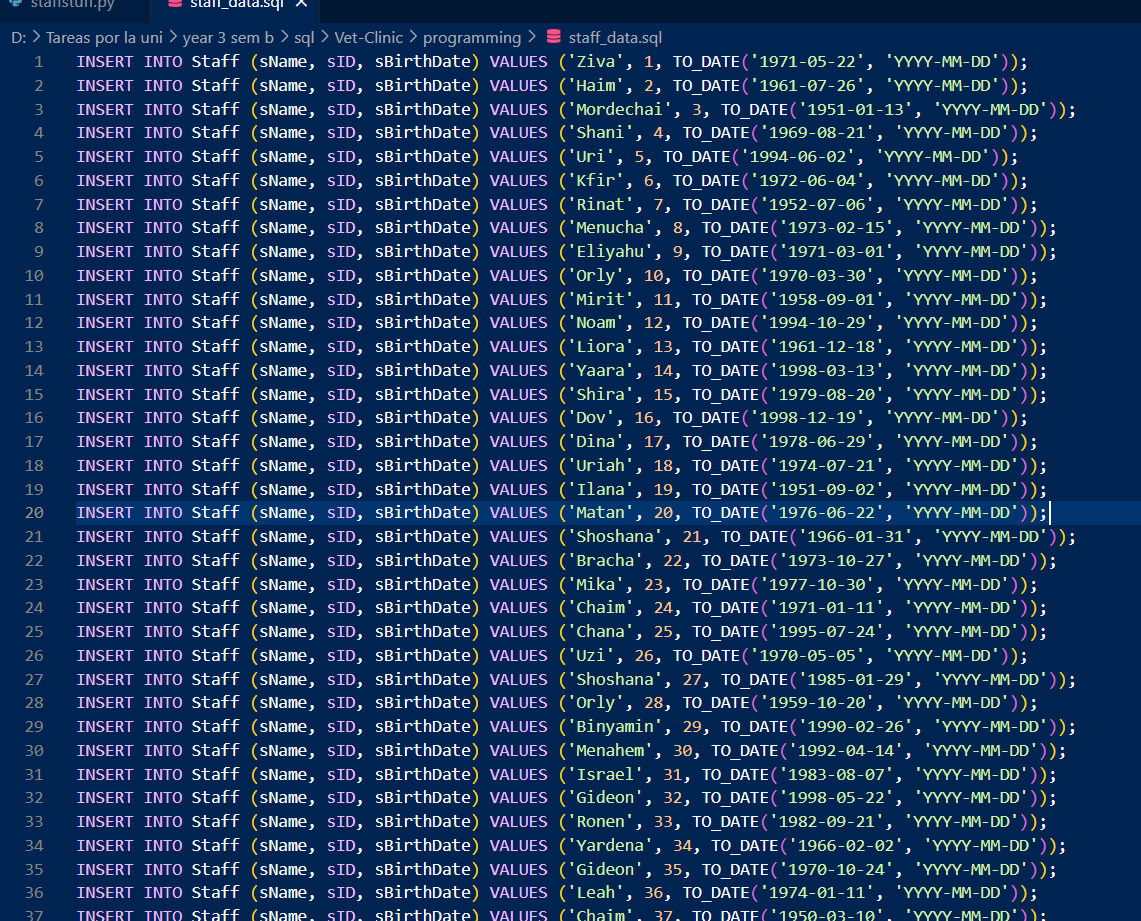 staffstuff.py staff_data.sql
D: > Tareas por la uni > year 3 sem b > sql > Vet-Clinic > programming > staff_data.sql
1 INSERT INTO Staff (sName, sID, sBirthDate) VALUES ('Ziva', 1, TO_DATE('1971-05-22', 'YYYY-MM-DD'));
2 INSERT INTO Staff (sName, sID, sBirthDate) VALUES ('Haim', 2, TO_DATE('1961-07-26', 'YYYY-MM-DD'));
3 INSERT INTO Staff (sName, sID, sBirthDate) VALUES ('Mordechai', 3, TO_DATE('1951-01-13', 'YYYY-MM-DD'));
4 INSERT INTO Staff (sName, sID, sBirthDate) VALUES ('Shani', 4, TO_DATE('1969-08-21', 'YYYY-MM-DD'));
5 INSERT INTO Staff (sName, sID, sBirthDate) VALUES ('Uri', 5, TO_DATE('1994-06-02', 'YYYY-MM-DD'));
6 INSERT INTO Staff (sName, sID, sBirthDate) VALUES ('Kfir', 6, TO_DATE('1972-06-04', 'YYYY-MM-DD'));
7 INSERT INTO Staff (sName, sID, sBirthDate) VALUES ('Rinat', 7, TO_DATE('1952-07-06', 'YYYY-MM-DD'));
8 INSERT INTO Staff (sName, sID, sBirthDate) VALUES ('Menucha', 8, TO_DATE('1973-02-15', 'YYYY-MM-DD'));
9 INSERT INTO Staff (sName, sID, sBirthDate) VALUES ('Eliyahu', 9, TO_DATE('1971-03-01', 'YYYY-MM-DD'));
10 INSERT INTO Staff (sName, sID, sBirthDate) VALUES ('Orly', 10, TO_DATE('1970-03-30', 'YYYY-MM-DD'));
11 INSERT INTO Staff (sName, sID, sBirthDate) VALUES ('Mirit', 11, TO_DATE('1958-09-01', 'YYYY-MM-DD'));
12 INSERT INTO Staff (sName, sID, sBirthDate) VALUES ('Noam', 12, TO_DATE('1994-10-29', 'YYYY-MM-DD'));
13 INSERT INTO Staff (sName, sID, sBirthDate) VALUES ('Liora', 13, TO_DATE('1961-12-18', 'YYYY-MM-DD'));
14 INSERT INTO Staff (sName, sID, sBirthDate) VALUES ('Yaara', 14, TO_DATE('1998-03-13', 'YYYY-MM-DD'));
15 INSERT INTO Staff (sName, sID, sBirthDate) VALUES ('Shira', 15, TO_DATE('1979-08-20', 'YYYY-MM-DD'));
16 INSERT INTO Staff (sName, sID, sBirthDate) VALUES ('Dov', 16, TO_DATE('1998-12-19', 'YYYY-MM-DD'));
17 INSERT INTO Staff (sName, sID, sBirthDate) VALUES ('Dina', 17, TO_DATE('1978-06-29', 'YYYY-MM-DD'));
18 INSERT INTO Staff (sName, sID, sBirthDate) VALUES ('Uriah', 18, TO_DATE('1974-07-21', 'YYYY-MM-DD'));
19 INSERT INTO Staff (sName, sID, sBirthDate) VALUES ('Ilana', 19, TO_DATE('1951-09-02', 'YYYY-MM-DD'));
20 INSERT INTO Staff (sName, sID, sBirthDate) VALUES ('Matan', 20, TO_DATE('1976-06-22', 'YYYY-MM-DD'));
21 INSERT INTO Staff (sName, sID, sBirthDate) VALUES ('Shoshana', 21, TO_DATE('1966-01-31', 'YYYY-MM-DD'));
22 INSERT INTO Staff (sName, sID, sBirthDate) VALUES ('Bracha', 22, TO_DATE('1973-10-27', 'YYYY-MM-DD'));
23 INSERT INTO Staff (sName, sID, sBirthDate) VALUES ('Mika', 23, TO_DATE('1977-10-30', 'YYYY-MM-DD'));
24 INSERT INTO Staff (sName, sID, sBirthDate) VALUES ('Chaim', 24, TO_DATE('1971-01-11', 'YYYY-MM-DD'));
25 INSERT INTO Staff (sName, sID, sBirthDate) VALUES ('Chana', 25, TO_DATE('1995-07-24', 'YYYY-MM-DD'));
26 INSERT INTO Staff (sName, sID, sBirthDate) VALUES ('Uzi', 26, TO_DATE('1970-05-05', 'YYYY-MM-DD'));
27 INSERT INTO Staff (sName, sID, sBirthDate) VALUES ('Shoshana', 27, TO_DATE('1985-01-29', 'YYYY-MM-DD'));
28 INSERT INTO Staff (sName, sID, sBirthDate) VALUES ('Orly', 28, TO_DATE('1959-10-20', 'YYYY-MM-DD'));
29 INSERT INTO Staff (sName, sID, sBirthDate) VALUES ('Binyamin', 29, TO_DATE('1990-02-26', 'YYYY-MM-DD'));
30 INSERT INTO Staff (sName, sID, sBirthDate) VALUES ('Menahem', 30, TO_DATE('1992-04-14', 'YYYY-MM-DD'));
31 INSERT INTO Staff (sName, sID, sBirthDate) VALUES ('Israel', 31, TO_DATE('1983-08-07', 'YYYY-MM-DD'));
32 INSERT INTO Staff (sName, sID, sBirthDate) VALUES ('Gideon', 32, TO_DATE('1998-05-22', 'YYYY-MM-DD'));
33 INSERT INTO Staff (sName, sID, sBirthDate) VALUES ('Ronen', 33, TO_DATE('1982-09-21', 'YYYY-MM-DD'));
34 INSERT INTO Staff (sName, sID, sBirthDate) VALUES ('Yardena', 34, TO_DATE('1966-02-02', 'YYYY-MM-DD'));
35 INSERT INTO Staff (sName, sID, sBirthDate) VALUES ('Gideon', 35, TO_DATE('1970-10-24', 'YYYY-MM-DD'));
36 INSERT INTO Staff (sName, sID, sBirthDate) VALUES ('Leah', 36, TO_DATE('1974-01-11', 'YYYY-MM-DD'));
37 INSERT INTO Staff (sName, sID, sBirthDate) VALUES ('Chaim', 37, TO_DATE('1950-03-10', 'YYYY-MM-DD'));